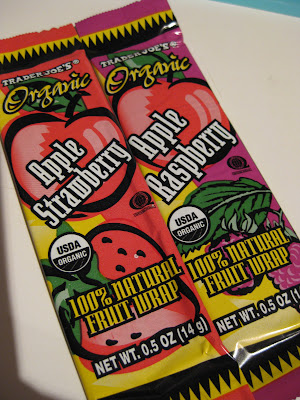 TRADER JOE'S®
Organic
Apple
Strawberry
USDA
ORGANIC
100% NATURAL
FRUIT WRAP
NET WT. 0.5 OZ (14 g)
TRADER JOE'S®
Organic
Apple
Raspberry
USDA
ORGANIC
100% NATURAL
FRUIT WRAP
NET WT. 0.5 OZ (1